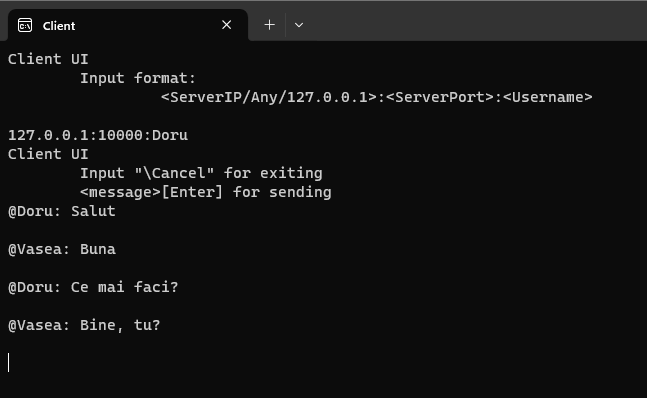 Client
Client UI
Input format:
<ServerIP/Any/127.0.0.1>:<ServerPort>:<Username>
127.0.0.1:10000:Doru
Client UI
Input "\Cancel" for exiting
<message>[Enter] for sending
@Doru: Salut
@Vasea: Buna
@Doru: Ce mai faci?
@Vasea: Bine, tu?